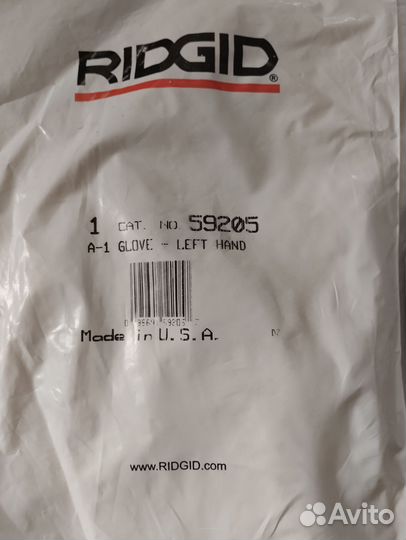 RIDGID®
1 CAT. NO 59205
A-1 GLOVE - LEFT HAND
Made in U.S.A.
www.RIDGID.com
Avito